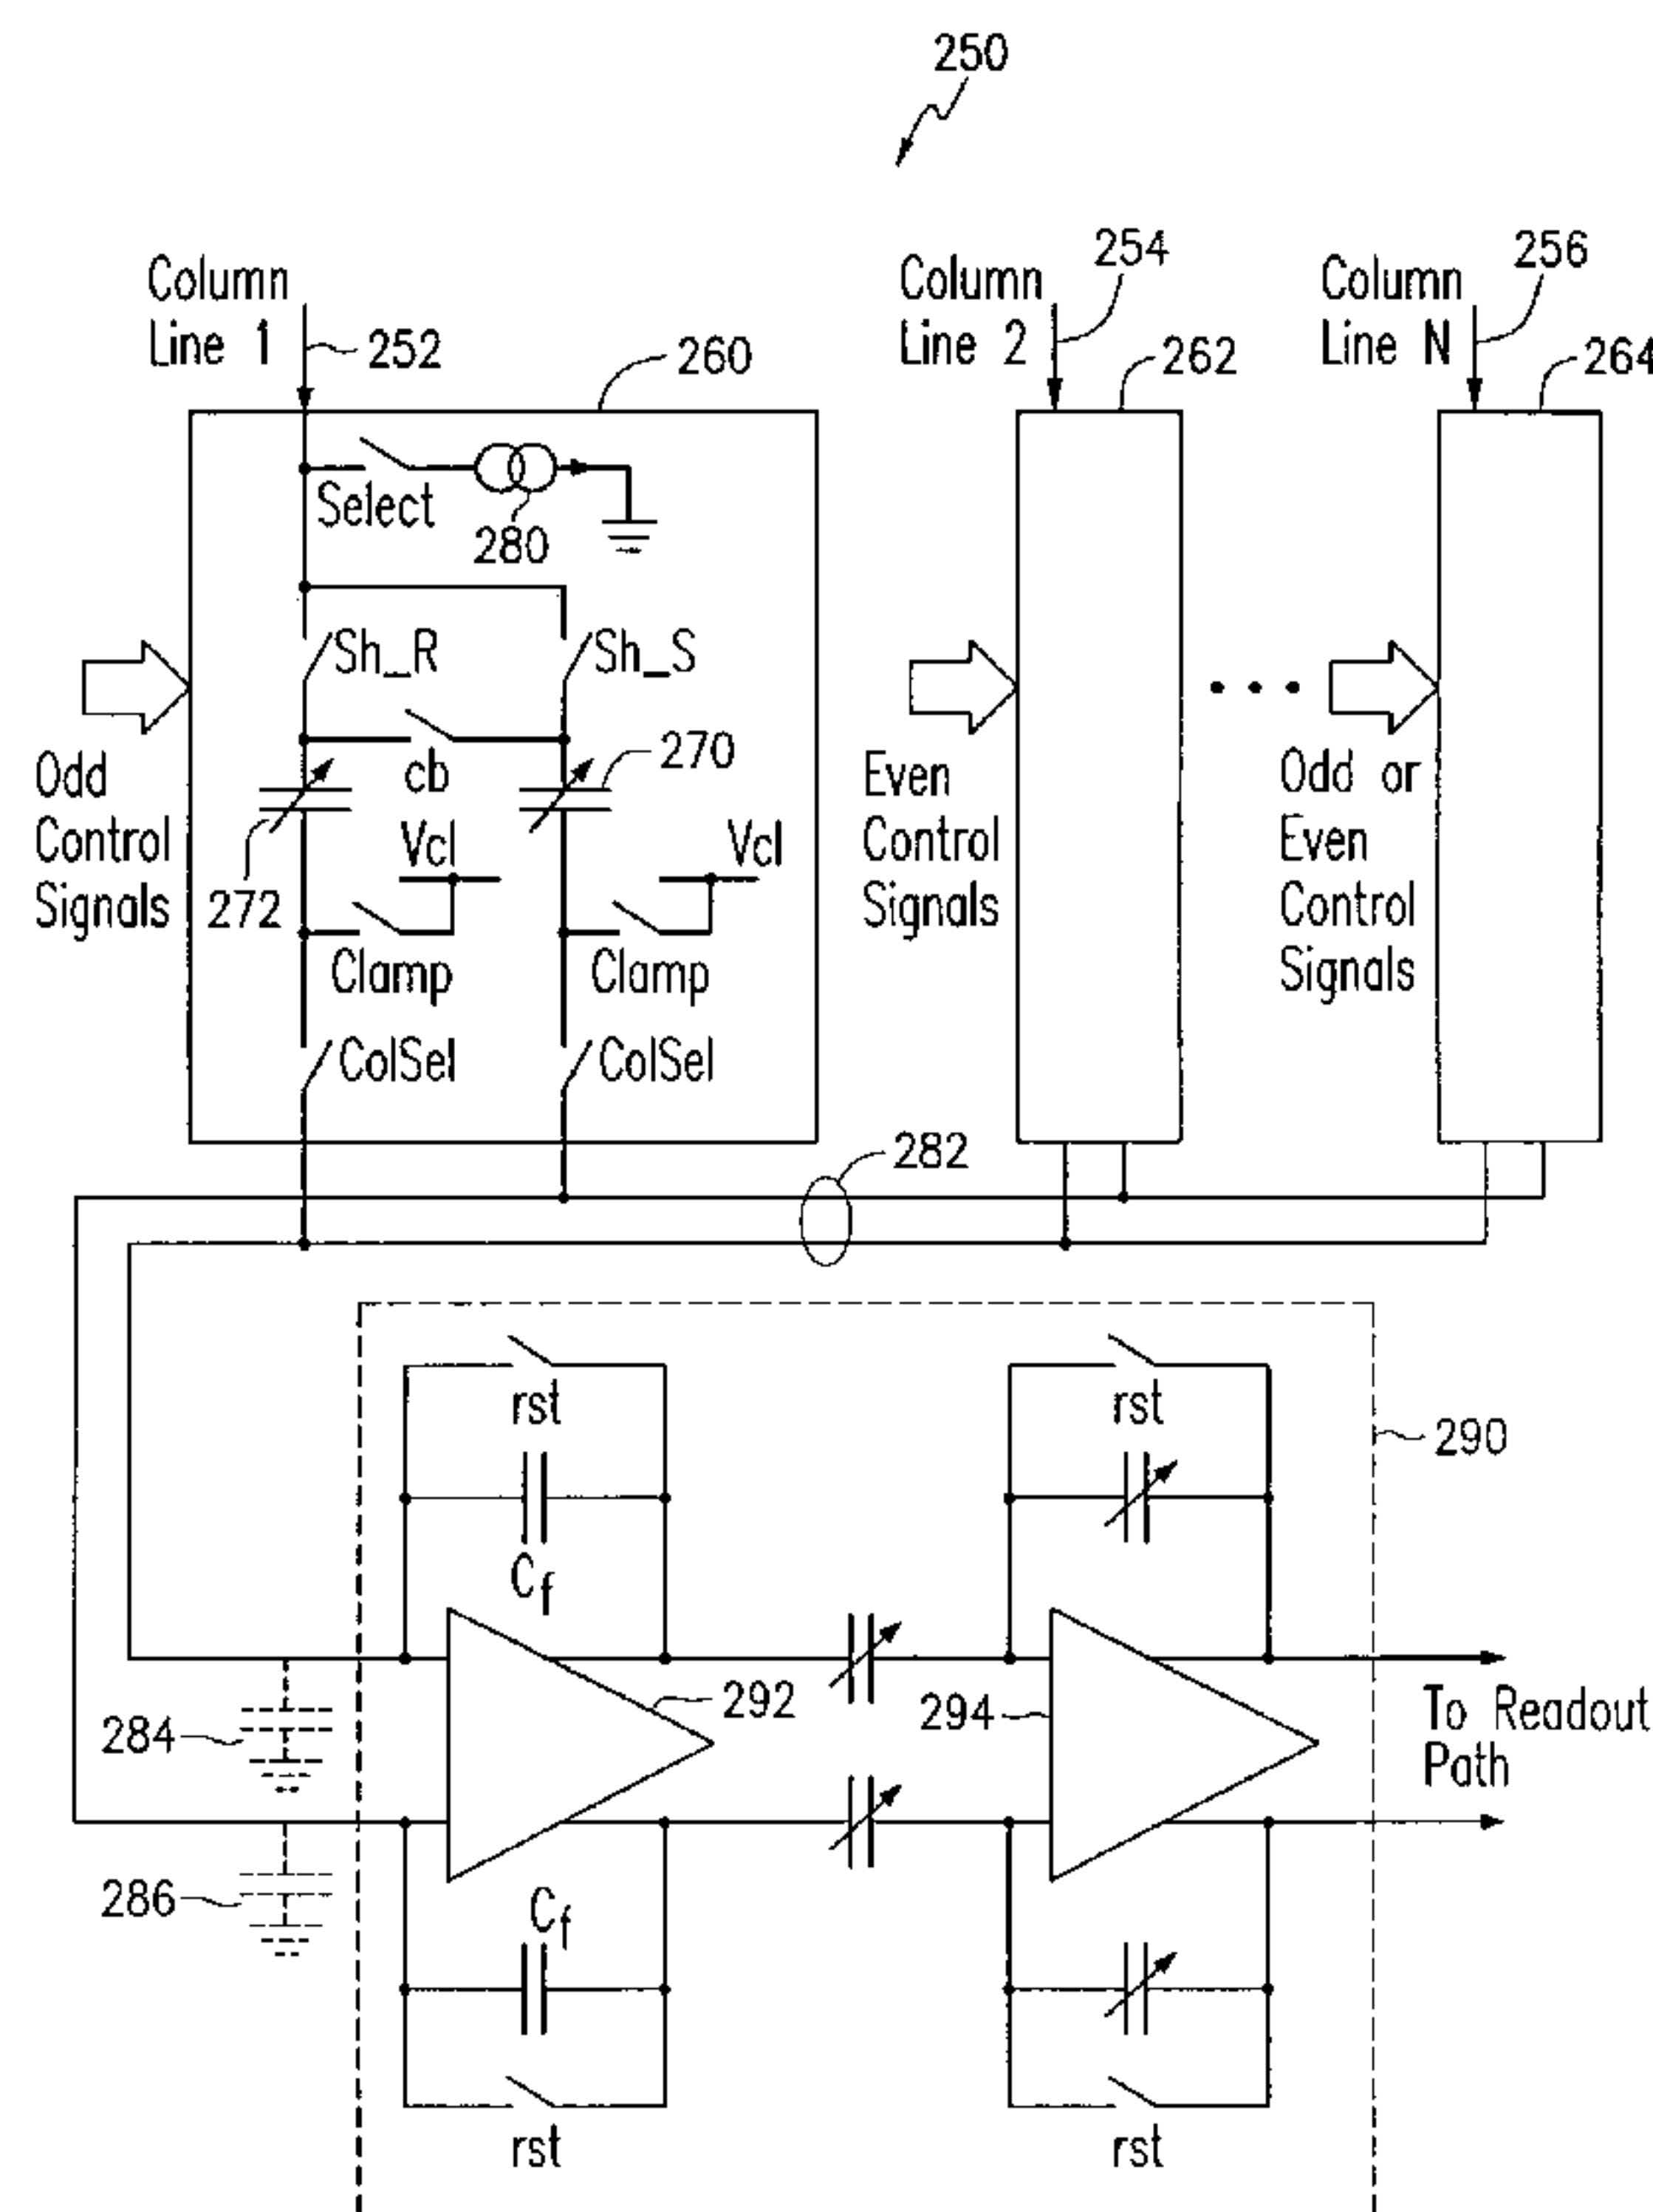 250
Column
Line 1
252
260
Column
Line 2
254
262
Column
Line N
256
264
Select
280
Sh_R
Sh_S
cb
270
272
Vcl
Vcl
Clamp
Clamp
ColSel
ColSel
Odd
Control
Signals
Even
Control
Signals
Odd or
Even
Control
Signals
282
rst
rst
290
Cf
292
294
284
286
To Readout
Path
Cf
rst
rst